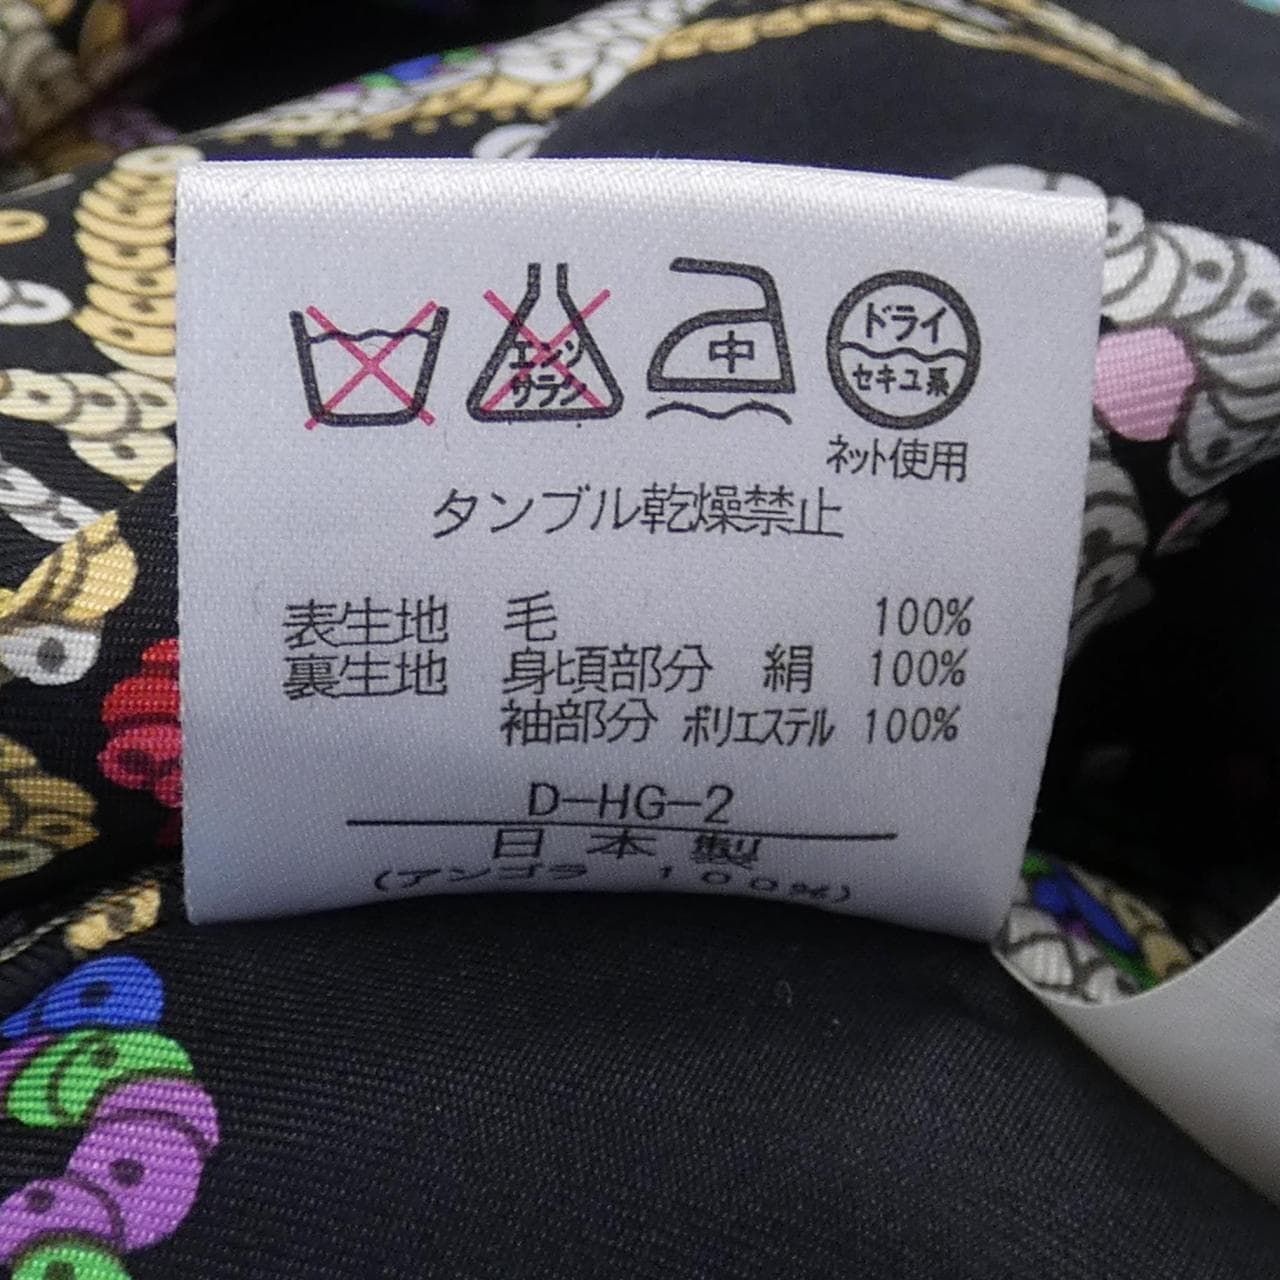 エンソ
サラシ
中
ドライ
セキユ系
ネット使用
タンブル乾燥禁止
表生地 毛 100%
裏生地 身頃部分 絹 100%
袖部分 ポリエステル 100%
D-HG-2
日本製
(アンゴラ 100%)